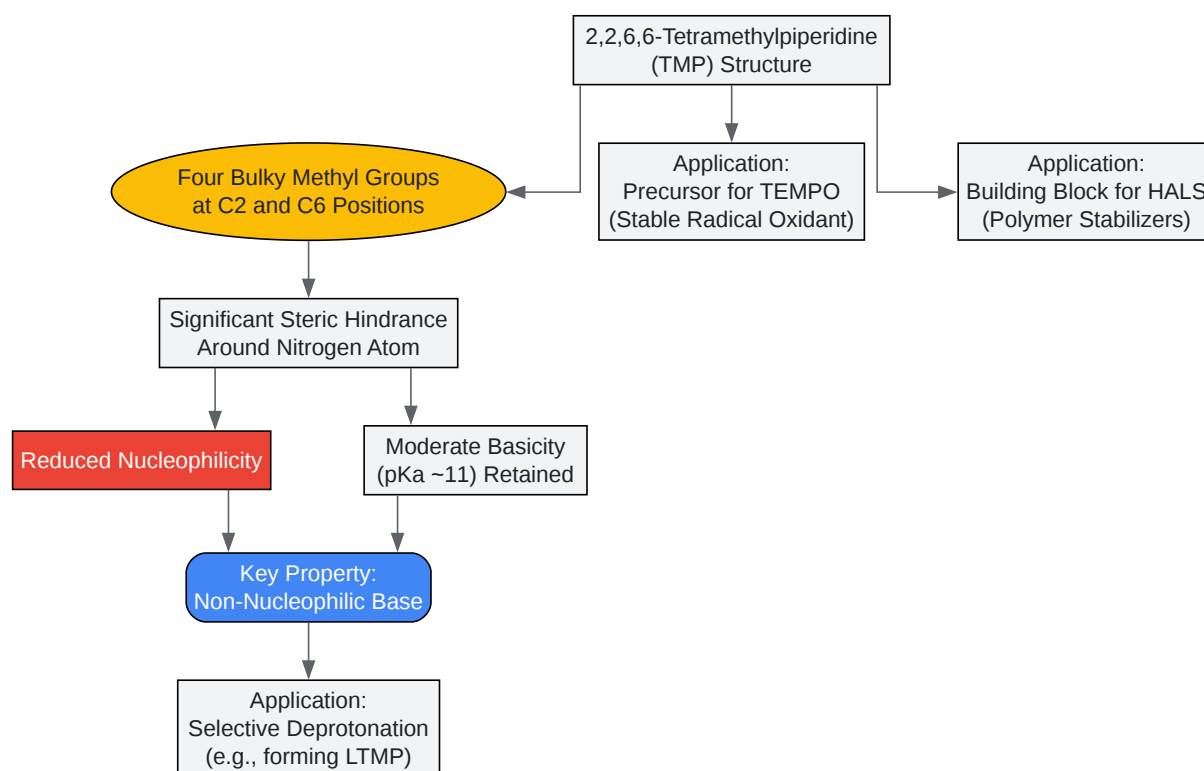 2,2,6,6-Tetramethylpiperidine
(TMP) Structure
Four Bulky Methyl Groups
at C2 and C6 Positions
Application:
Precursor for TEMPO
(Stable Radical Oxidant)
Application:
Building Block for HALS
(Polymer Stabilizers)
Significant Steric Hindrance
Around Nitrogen Atom
Reduced Nucleophilicity
Moderate Basicity
(pKa ~11) Retained
Key Property:
Non-Nucleophilic Base
Application:
Selective Deprotonation
(e.g., forming LTMP)